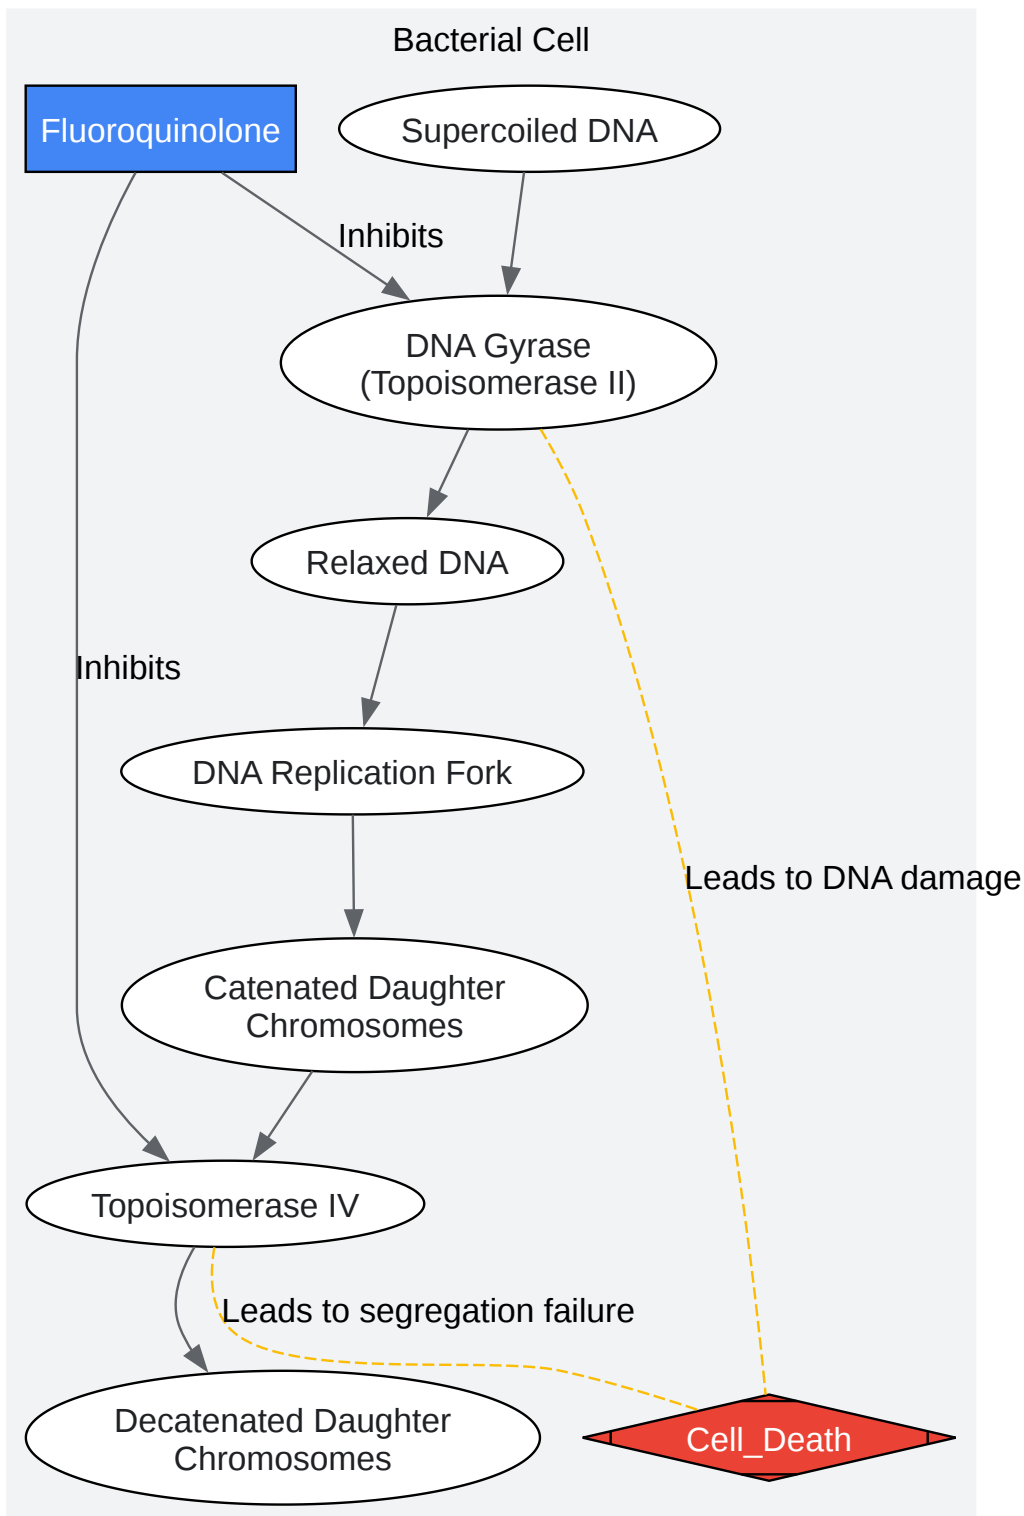 Bacterial Cell
Fluoroquinolone
Supercoiled DNA
Inhibits
DNA Gyrase
(Topoisomerase II)
Relaxed DNA
Inhibits
DNA Replication Fork
Leads to DNA damage
Catenated Daughter
Chromosomes
Topoisomerase IV
Leads to segregation failure
Decatenated Daughter
Chromosomes
Cell_Death